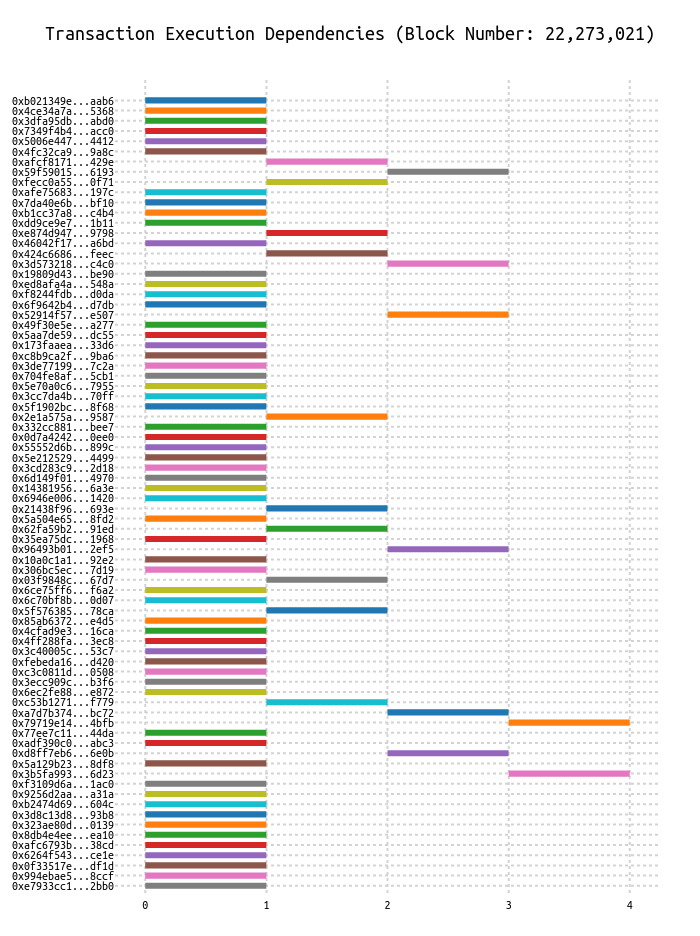 Transaction Execution Dependencies (Block Number: 22,273,021)
0xb021349e...aab6
0x4ce34a7a...5368
0x3dfa95db...abd0
0x7349f4b4...acc0
0x5006e447...4412
0x4fc32ca9...9a8c
0xafcf8171...429e
0x59f59015...6193
0xfecc0a55...0f71
0xafe75683...197c
0x7da40e6b...bf10
0xb1cc37a8...c4b4
0xdd9ce9e7...1b11
0xe874d947...9798
0x46042f17...a6bd
0x424c6686...feec
0x3d573218...c4c0
0x19809d43...be90
0xed8afa4a...548a
0xf8244fdb...d0da
0x6f9642b4...d7db
0x52914f57...e507
0x49f30e5e...a277
0x5aa7de59...dc55
0x173faaea...33d6
0xc8b9ca2f...9ba6
0x3de77199...7c2a
0x704fe8af...5cb1
0x5e70a0c6...7955
0x3cc7da4b...70ff
0x5f1902bc...8f68
0x2e1a575a...9587
0x332cc881...bee7
0x0d7a4242...0ee0
0x55552d6b...899c
0x5e212529...4499
0x3cd283c9...2d18
0x6d149f01...4970
0x14381956...6a3e
0x6946e006...1420
0x21438f96...693e
0x5a504e65...8fd2
0x62fa59b2...91ed
0x35ea75dc...1968
0x96493b01...2ef5
0x10a0c1a1...92e2
0x306bc5ec...7d19
0x03f9848c...67d7
0x6ce75ff6...f6a2
0x6c70bf8b...0d07
0x5f576385...78ca
0x85ab6372...e4d5
0x4cfad9e3...16ca
0x4ff288fa...3ec8
0x3c40005c...53c7
0xfebeda16...d420
0xc3c0811d...0508
0x3ecc909c...b3f6
0x6ec2fe88...e872
0xc53b1271...f779
0xa7d7b374...bc72
0x79719e14...4bfb
0x77ee7c11...44da
0xadf390c0...abc3
0xd8ff7eb6...6e0b
0x5a129b23...8df8
0x3b5fa993...6d23
0xf3109d6a...1ac0
0x9256d2aa...a31a
0xb2474d69...604c
0x3d8c13d8...93b8
0x323ae80d...0139
0x8db4e4ee...ea10
0xafc6793b...38cd
0x6264f543...ce1e
0x0f33517e...df1d
0x994ebae5...8ccf
0xe7933cc1...2bb0
0 1 2 3 4